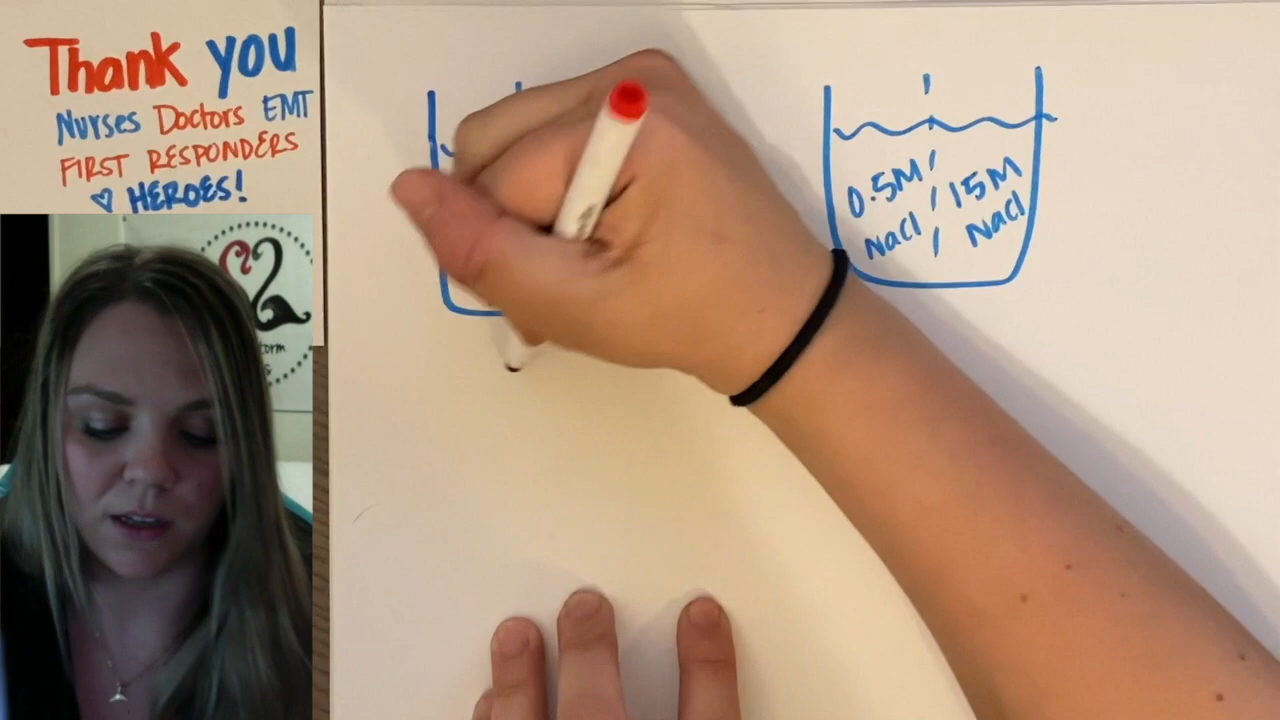 Thank you
Nurses Doctors EMT
FIRST RESPONDERS
♡ HEROES!
0.5M
NaCl
15M
NaCl